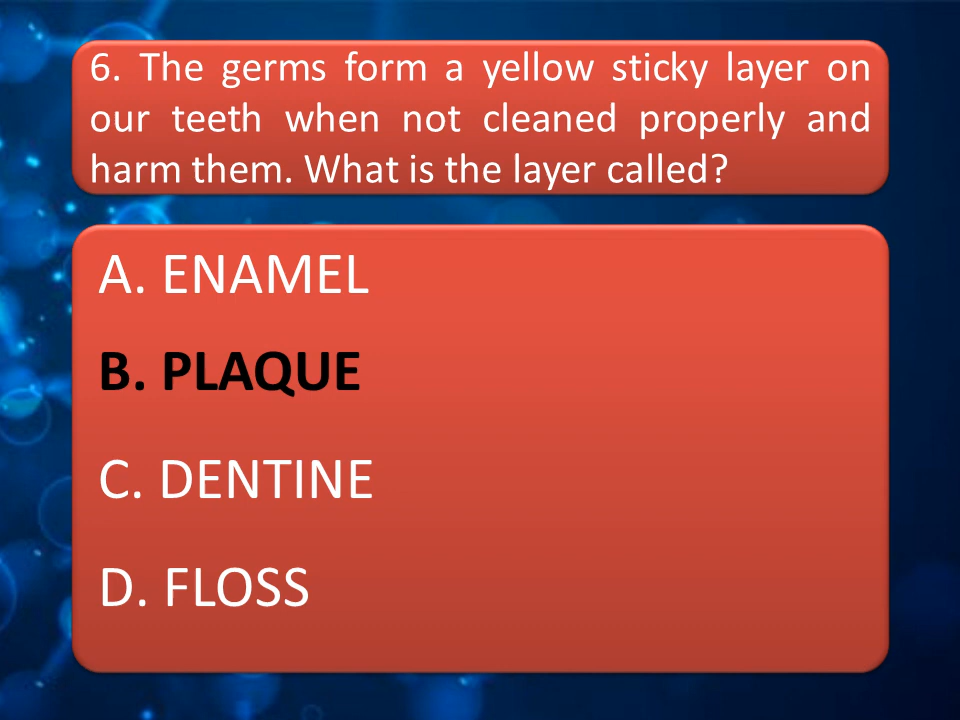 6. The germs form a yellow sticky layer on
our teeth when not cleaned properly and
harm them. What is the layer called?
A. ENAMEL
B. PLAQUE
C. DENTINE
D. FLOSS